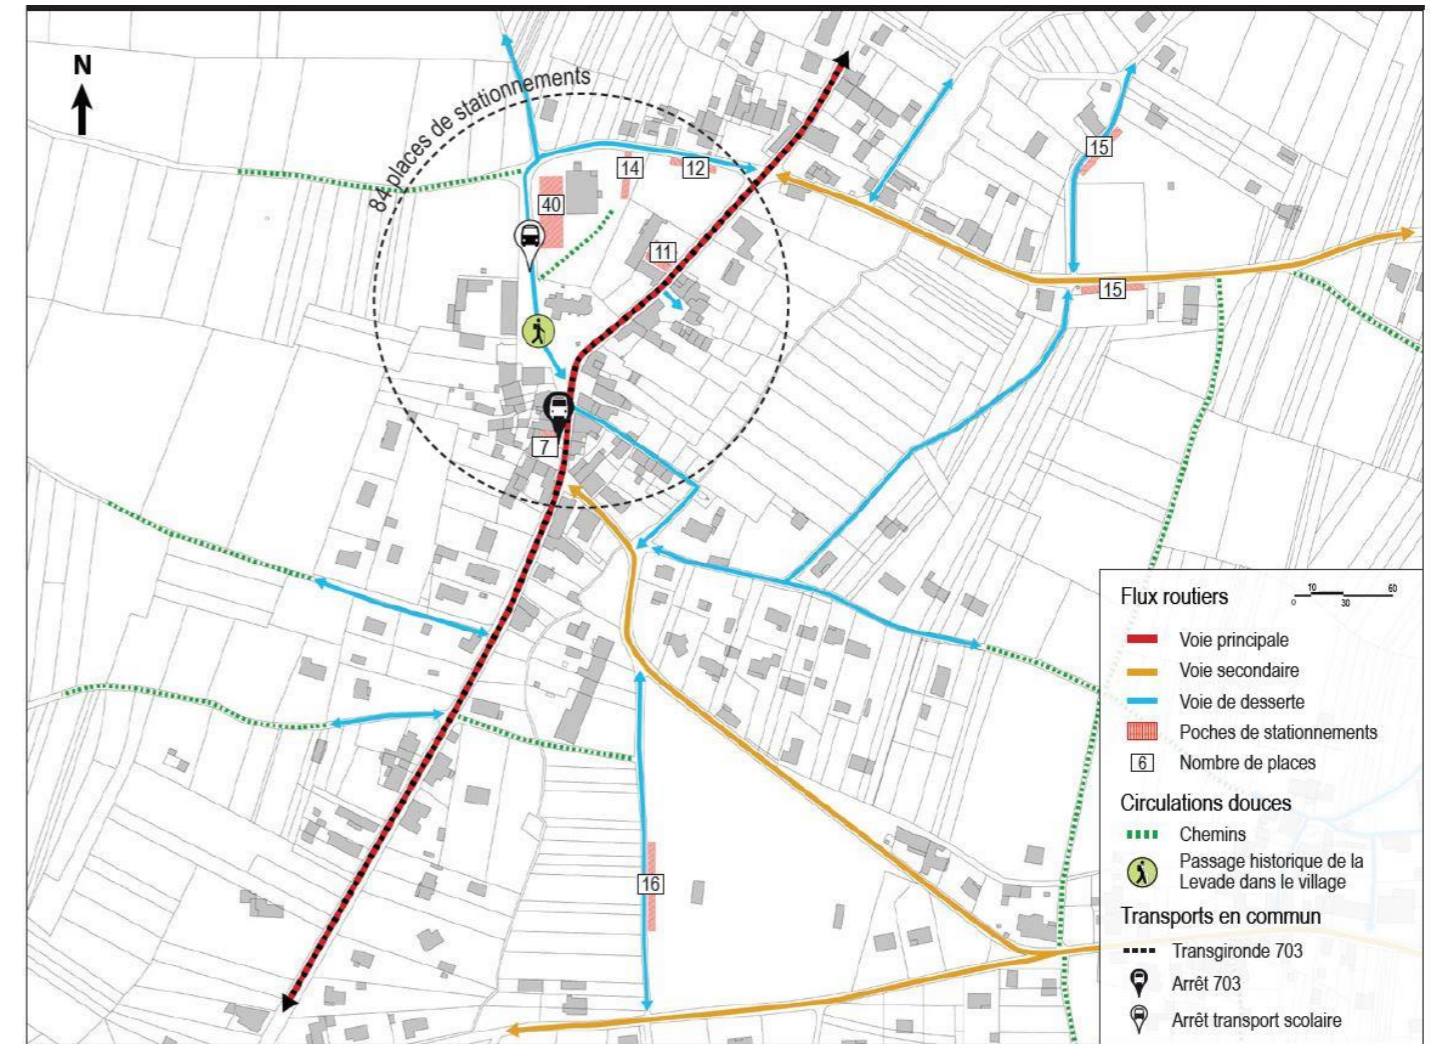 N
84 places de stationnements
14
12
15
40
11
15
7
16
Flux routiers
0 10 30 60
Voie principale
Voie secondaire
Voie de desserte
Poches de stationnements
6 Nombre de places
Circulations douces
Chemins
Passage historique de la
Levade dans le village
Transports en commun
Transgironde 703
Arrêt 703
Arrêt transport scolaire